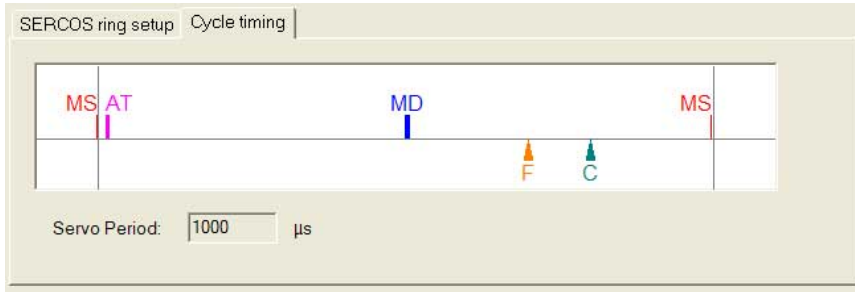 SERCOS ring setup Cycle timing
MS AT MD MS
F C
Servo Period: 1000 µs